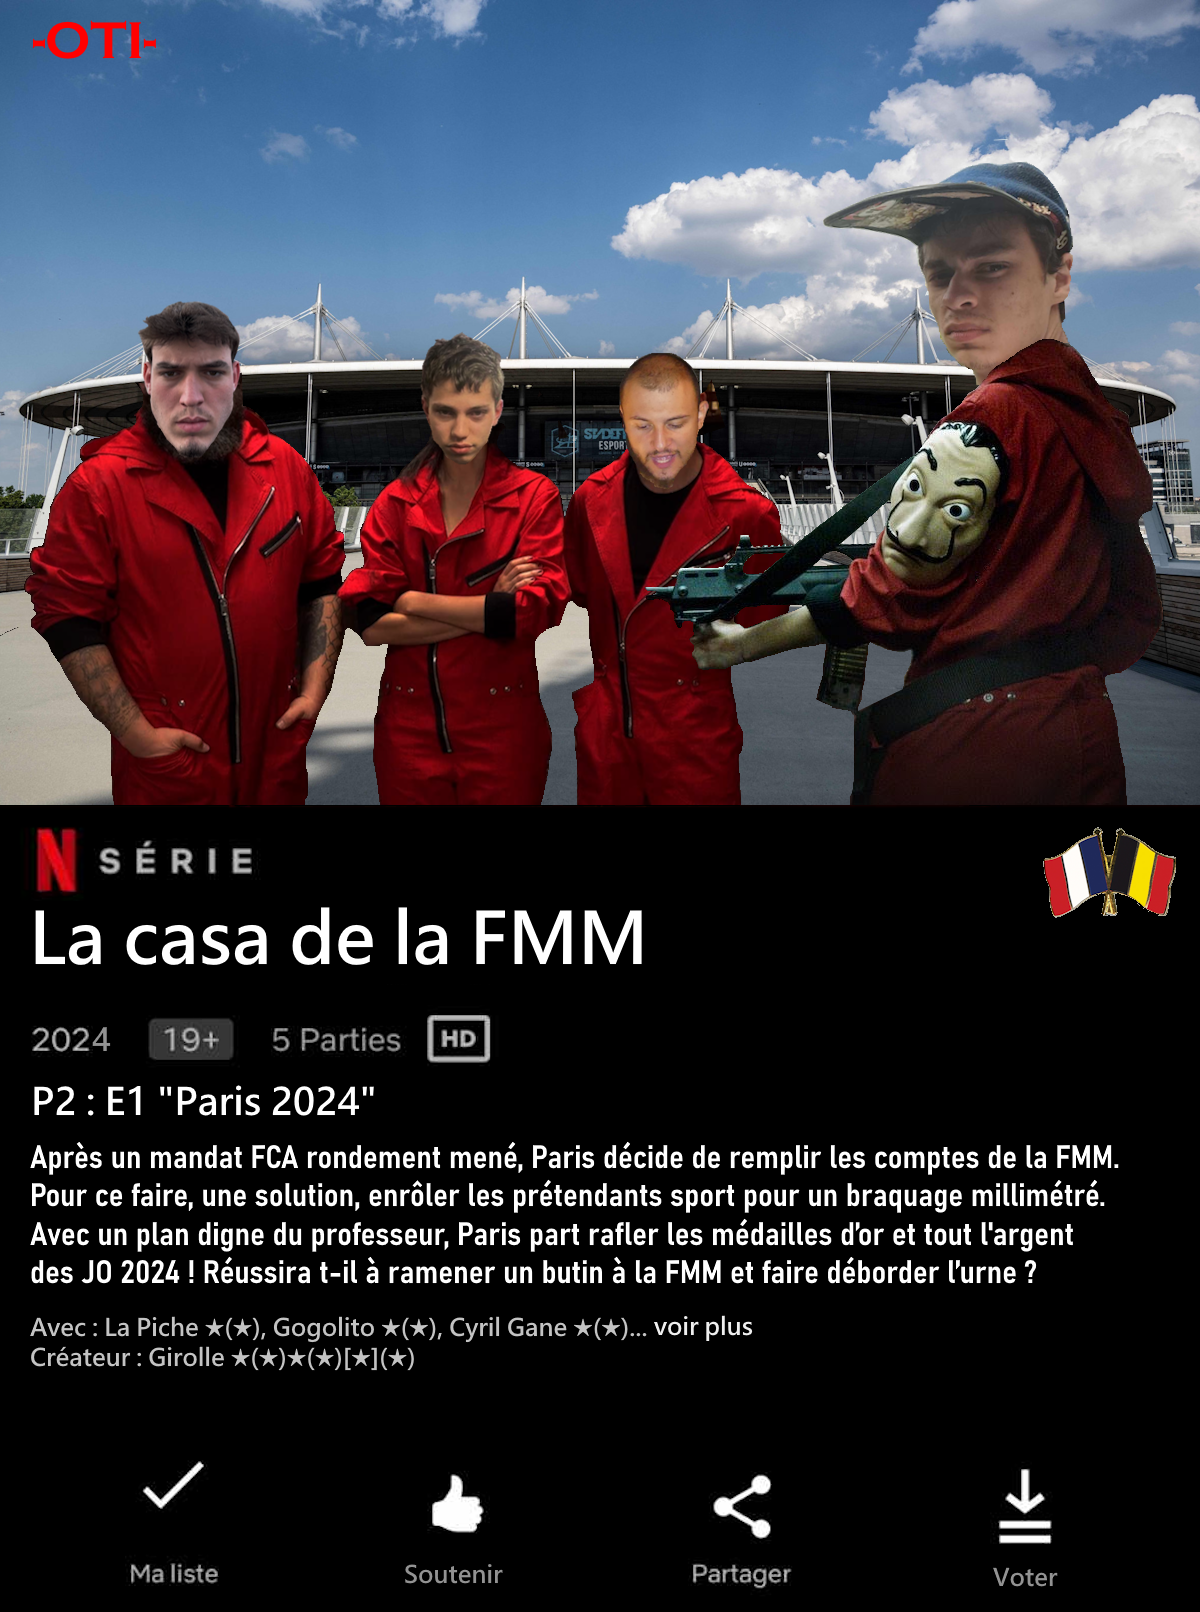 -OTI-
STADEFR
ESPORT
N SÉRIE
La casa de la FMM
2024 19+ 5 Parties HD
P2 : E1 "Paris 2024"
Après un mandat FCA rondement mené, Paris décide de remplir les comptes de la FMM.
Pour ce faire, une solution, enrôler les prétendants sport pour un braquage millimétré.
Avec un plan digne du professeur, Paris part rafler les médailles d’or et tout l'argent
des JO 2024 ! Réussira t-il à ramener un butin à la FMM et faire déborder l’urne ?
Avec : La Piche ★(★), Gogolito ★(★), Cyril Gane ★(★)... voir plus
Créateur : Girolle ★(★)★(★)[★](★)
Ma liste Soutenir Partager Voter